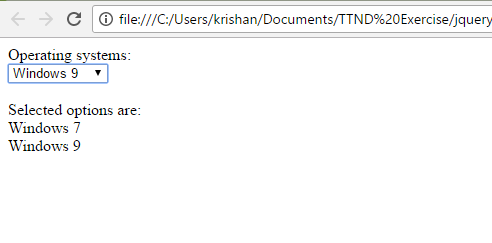 file:///C:/Users/krishan/Documents/TTND%20Exercise/jquery
Operating systems:
Windows 9
Selected options are:
Windows 7
Windows 9